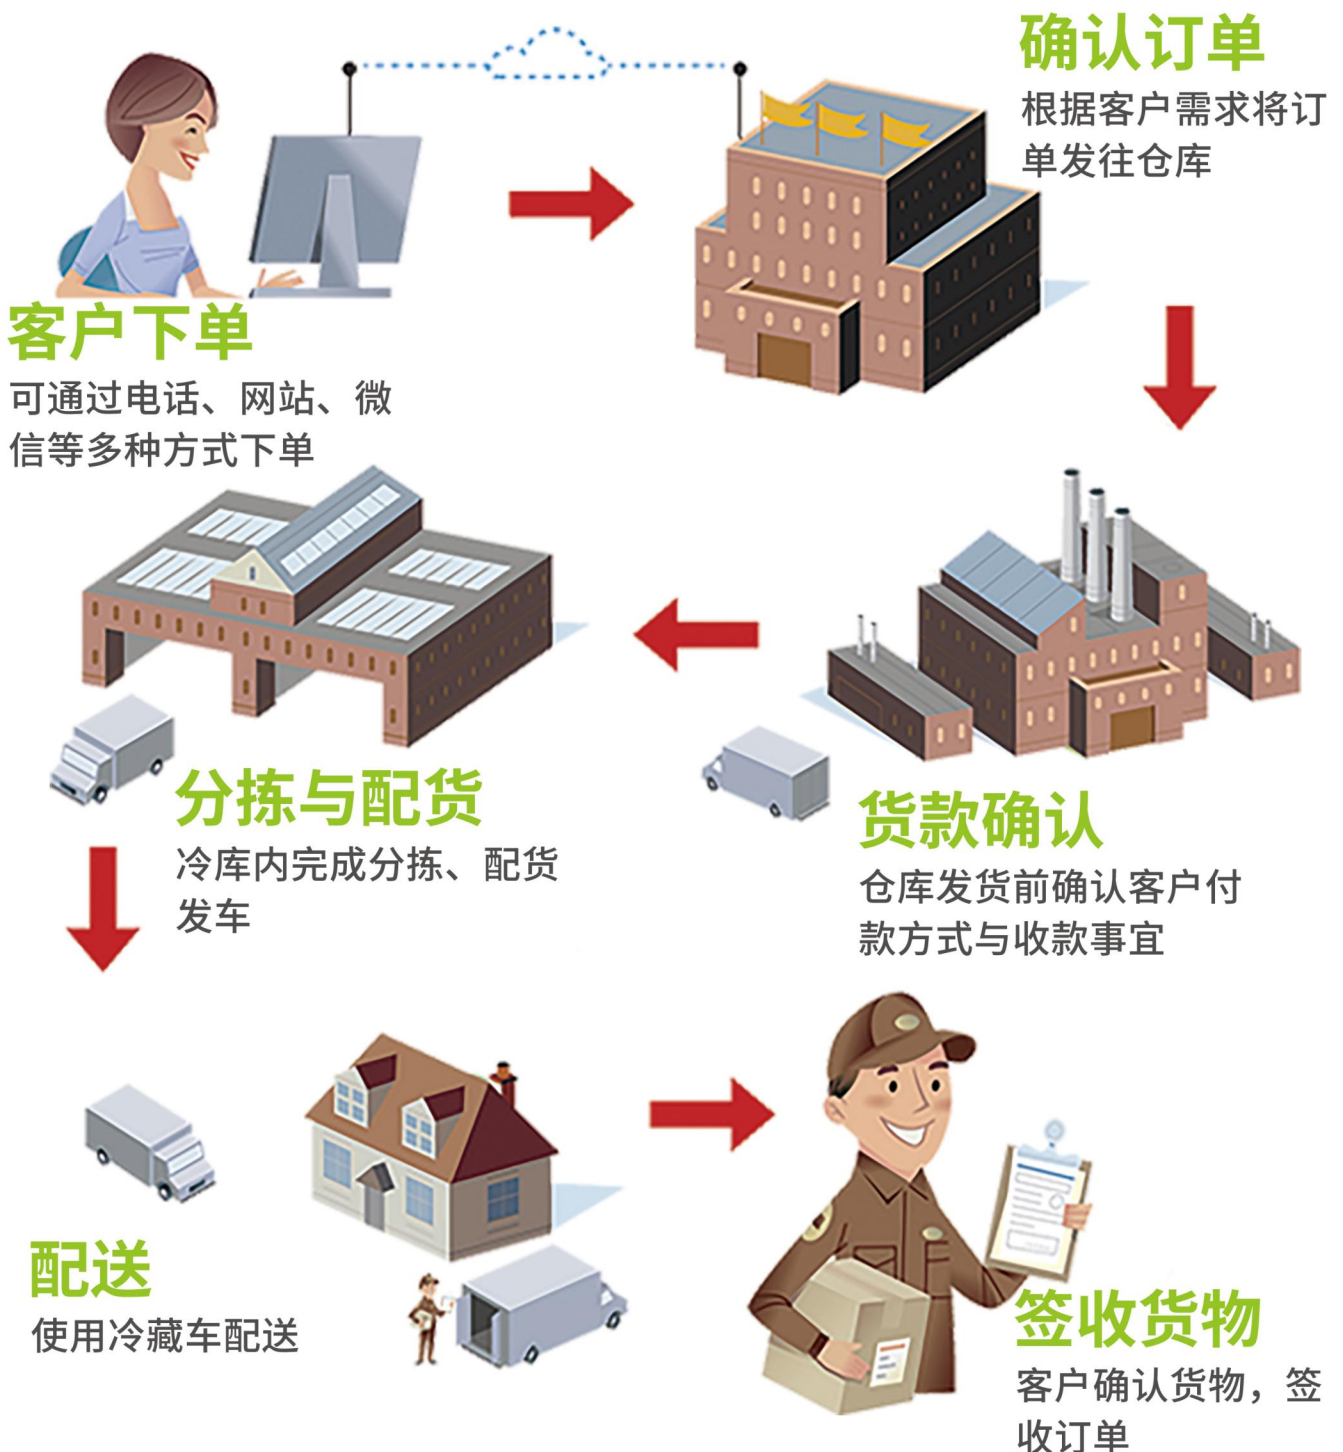 客户下单
可通过电话、网站、微
信等多种方式下单
确认订单
根据客户需求将订
单发往仓库
货款确认
仓库发货前确认客户付
款方式与收款事宜
分拣与配货
冷库内完成分拣、配货
发车
配送
使用冷藏车配送
签收货物
客户确认货物，签
收订单